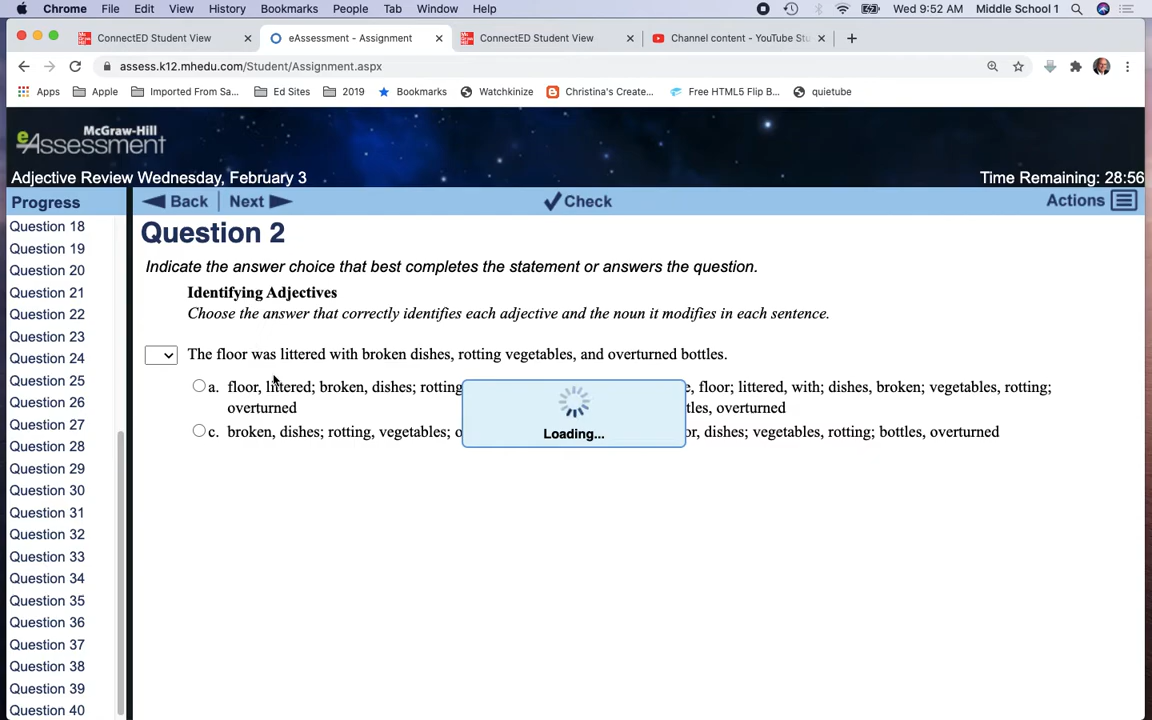 Chrome File Edit View History Bookmarks People Tab Window Help Wed 9:52 AM Middle School 1
ConnectED Student View eAssessment - Assignment ConnectED Student View Channel content - YouTube Stu
assess.k12.mhedu.com/Student/Assignment.aspx
Apps Apple Imported From Sa... Ed Sites 2019 Bookmarks Watchkinize Christina's Create... Free HTML5 Flip B... quietube
McGraw-Hill
eAssessment
Adjective Review Wednesday, February 3 Time Remaining: 28:56
Progress Back Next Check Actions
Question 18
Question 19
Question 20
Question 21
Question 22
Question 23
Question 24
Question 25
Question 26
Question 27
Question 28
Question 29
Question 30
Question 31
Question 32
Question 33
Question 34
Question 35
Question 36
Question 37
Question 38
Question 39
Question 40
Question 2
Indicate the answer choice that best completes the statement or answers the question.
Identifying Adjectives
Choose the answer that correctly identifies each adjective and the noun it modifies in each sentence.
The floor was littered with broken dishes, rotting vegetables, and overturned bottles.
a. floor, littered; broken, dishes; rotting
overturned
, floor; littered, with; dishes, broken; vegetables, rotting;
overturned
c. broken, dishes; rotting, vegetables;
dishes; vegetables, rotting; bottles, overturned
Loading...